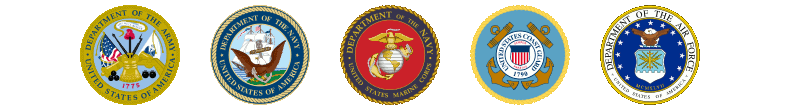 DEPARTMENT OF THE ARMY
1775
UNITED STATES OF AMERICA
DEPARTMENT OF THE NAVY
UNITED STATES OF AMERICA
DEPARTMENT OF THE NAVY
UNITED STATES MARINE CORPS
UNITED STATES COAST GUARD
1790
DEPARTMENT OF THE AIR FORCE
MCMXLVII
UNITED STATES OF AMERICA